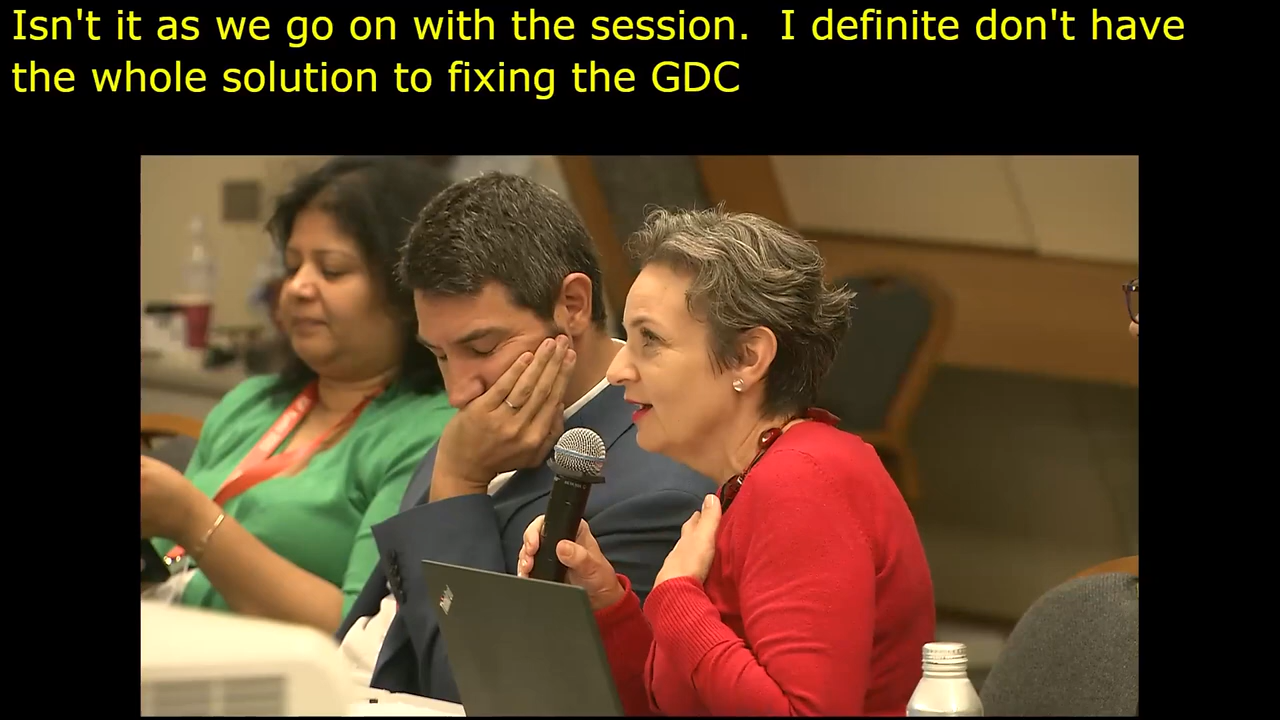 Isn't it as we go on with the session.  I definite don't have
the whole solution to fixing the GDC